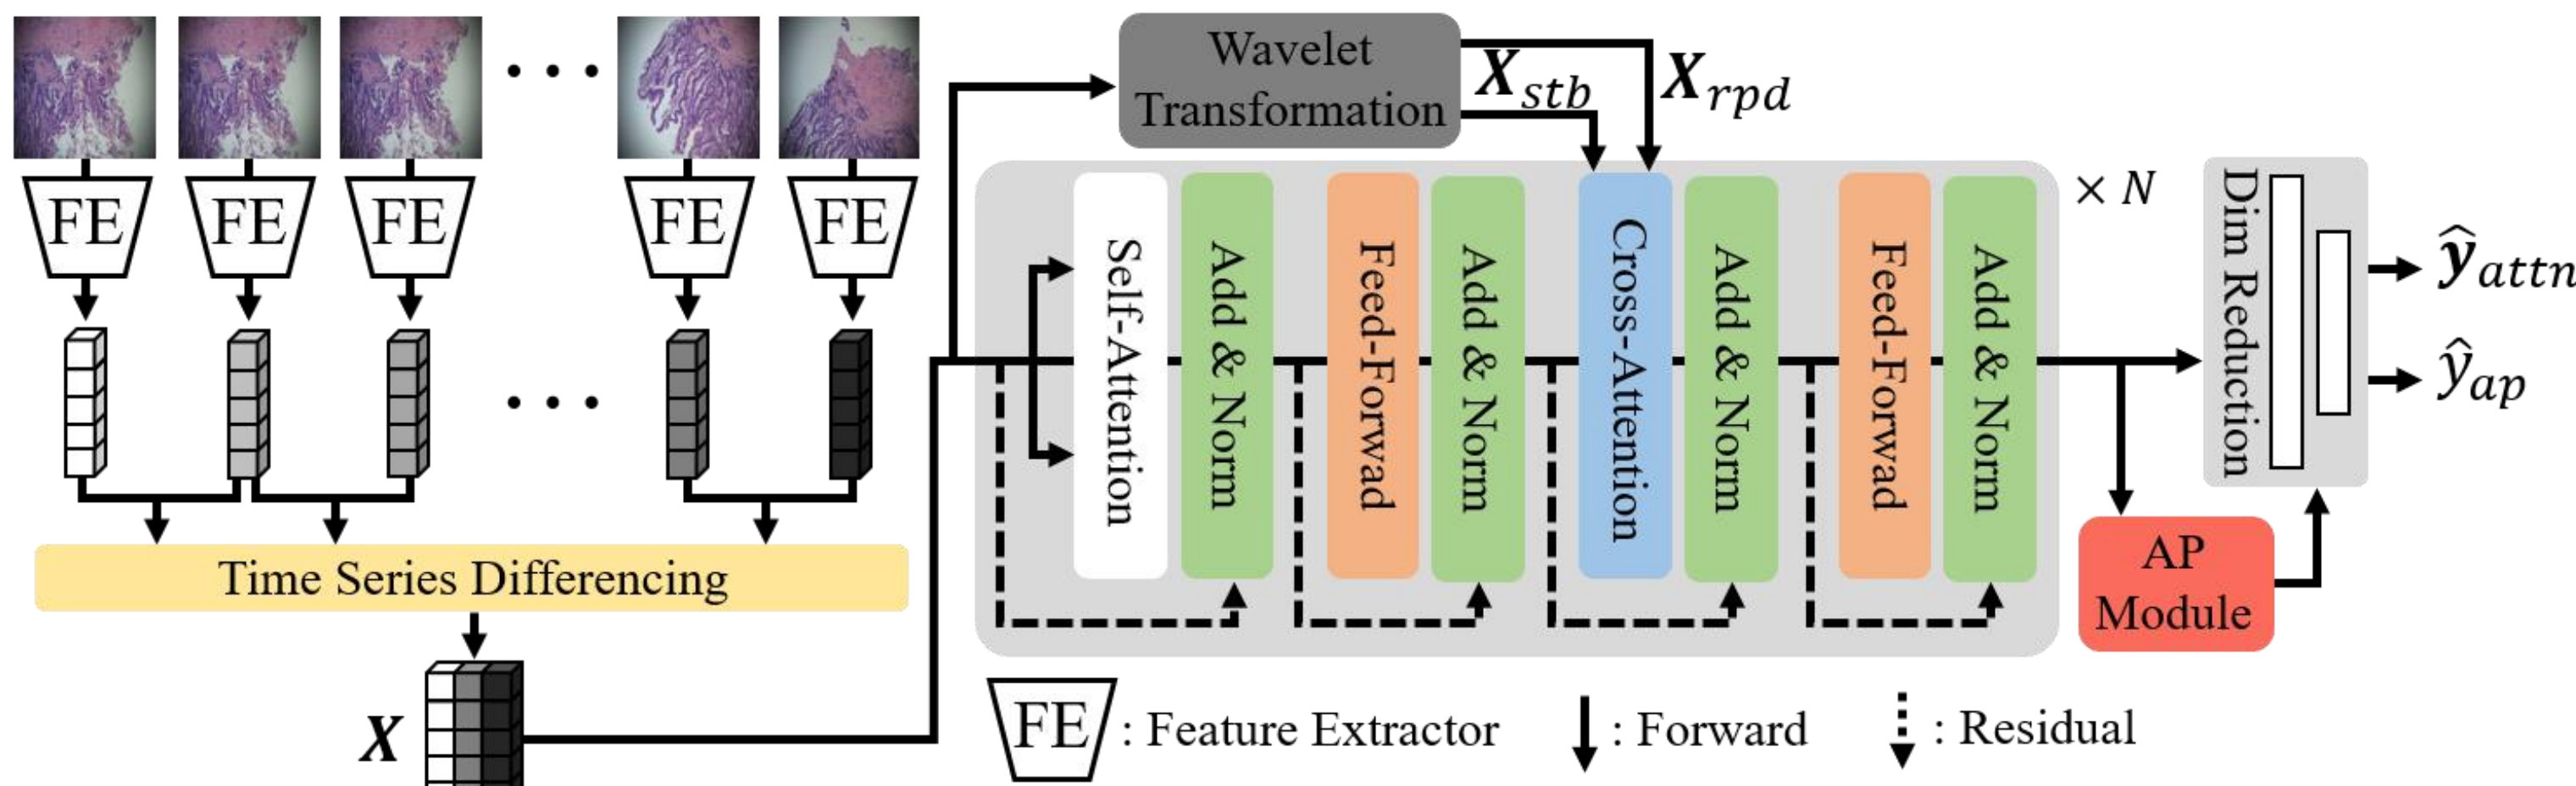 FE FE FE FE FE
Time Series Differencing
X
Wavelet
Transformation
X_stb
X_rpd
Self-Attention
Add & Norm
Feed-Forwad
Add & Norm
Cross-Attention
Add & Norm
Feed-Forwad
Add & Norm
× N
Dim Reduction
ŷ_attn
ŷ_ap
AP
Module
FE : Feature Extractor
: Forward
: Residual